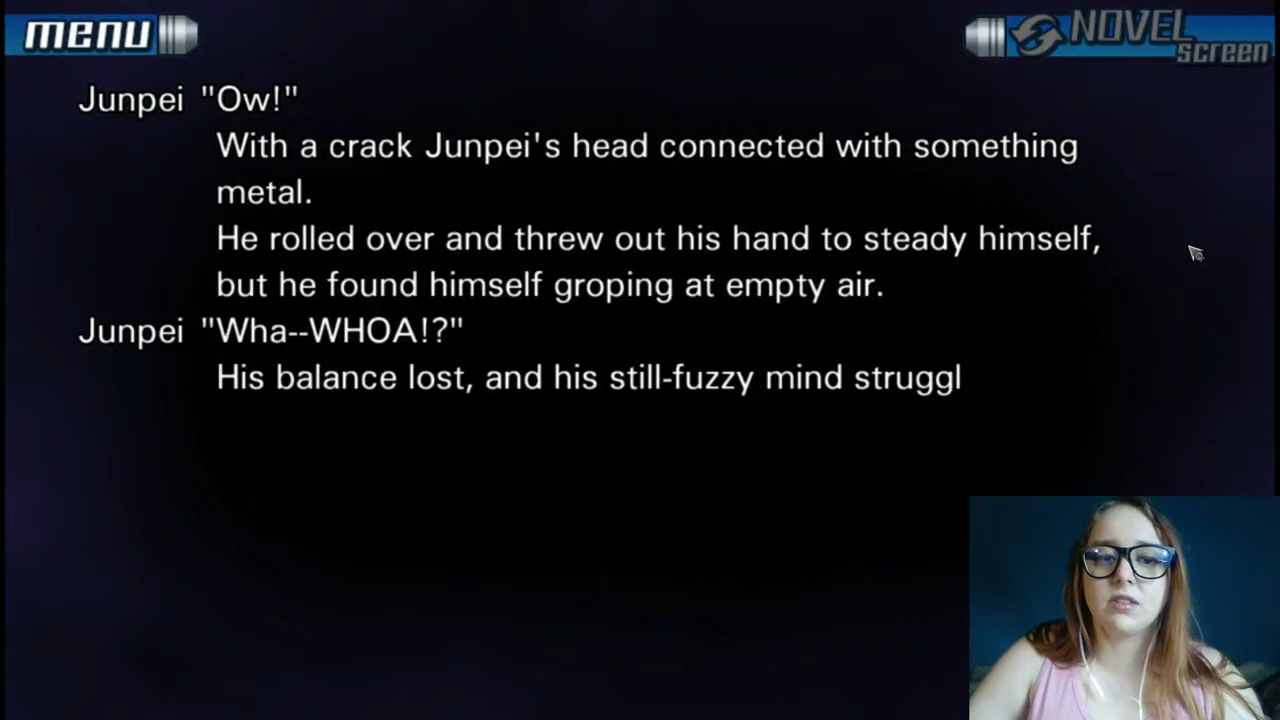 menu
NOVEL
screen
Junpei "Ow!"
With a crack Junpei's head connected with something
metal.
He rolled over and threw out his hand to steady himself,
but he found himself groping at empty air.
Junpei "Wha--WHOA!?"
His balance lost, and his still-fuzzy mind struggl